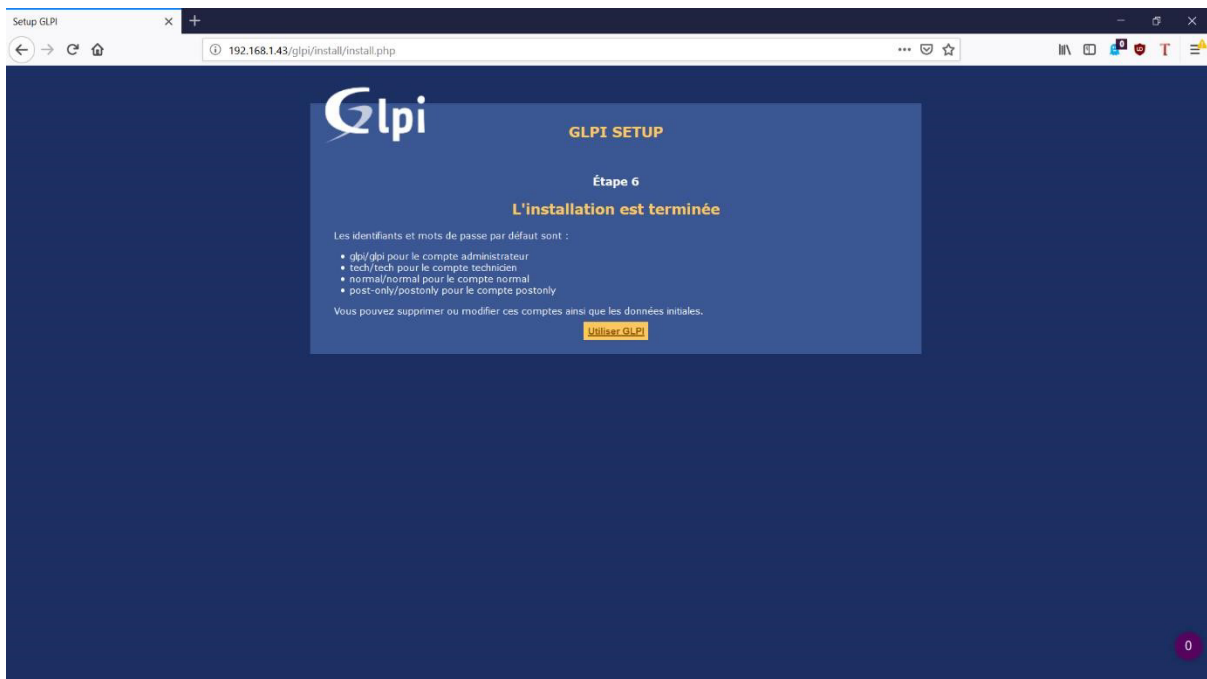 Setup GLPI
192.168.1.43/glpi/install/install.php
0
T
Glpi
GLPI SETUP
Étape 6
L'installation est terminée
Les identifiants et mots de passe par défaut sont :
• glpi/glpi pour le compte administrateur
• tech/tech pour le compte technicien
• normal/normal pour le compte normal
• post-only/postonly pour le compte postonly
Vous pouvez supprimer ou modifier ces comptes ainsi que les données initiales.
Utiliser GLPI
0